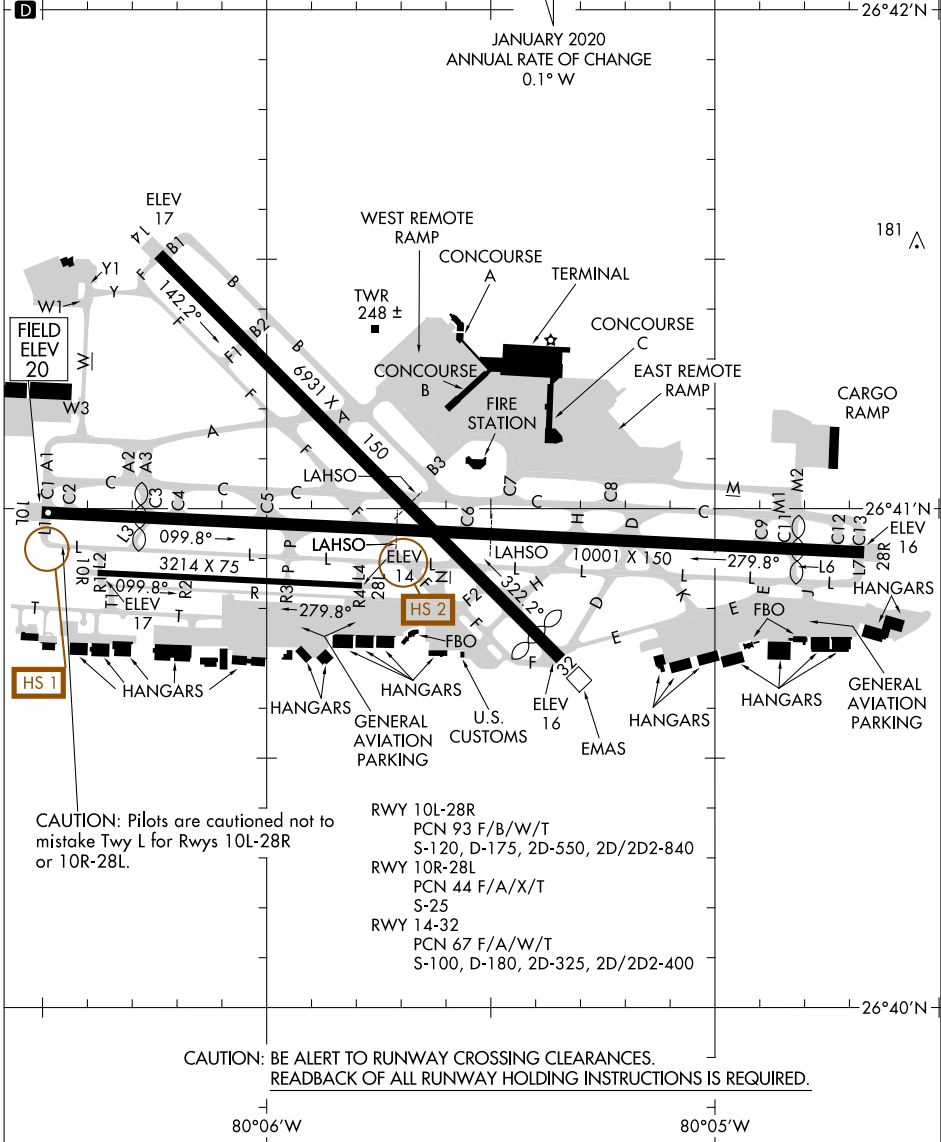 D
26°42'N
JANUARY 2020
ANNUAL RATE OF CHANGE
0.1° W
ELEV
17
14
B1
B
F
142.2°
F
F1
B2
B
F
6931 X
150
A
Y1
Y
W1
W
W3
FIELD
ELEV
20
WEST REMOTE
RAMP
TWR
248 ±
CONCOURSE
A
TERMINAL
CONCOURSE
B
CONCOURSE
C
FIRE
STATION
EAST REMOTE
RAMP
CARGO
RAMP
181
A
A1
A2
A3
F
B3
C1
C2
C
C3
C4
C
C5
C
F
LAHSO
C6
C7
C
C8
M
C
M1
M2
H
D
C9
C11
C12
C13
26°41'N
10L
L1
L
L3
099.8°
L
P
LAHSO
L
L
ELEV
14
L
LAHSO
10001 X 150
279.8°
L6
L7
28R
ELEV
16
10R
L2
3214 X 75
P
L4
28L
N
F
L
L
L
L
R1
T1
099.8°
R2
R
R3
279.8°
R4
HS 2
F2
F
H
322.2°
D
K
E
E
J
E
T
ELEV
17
T
F
32
FBO
HANGARS
HS 1
HANGARS
HANGARS
GENERAL
AVIATION
PARKING
HANGARS
FBO
U.S.
CUSTOMS
ELEV
16
EMAS
HANGARS
HANGARS
GENERAL
AVIATION
PARKING
CAUTION: Pilots are cautioned not to
mistake Twy L for Rwys 10L-28R
or 10R-28L.
RWY 10L-28R
PCN 93 F/B/W/T
S-120, D-175, 2D-550, 2D/2D2-840
RWY 10R-28L
PCN 44 F/A/X/T
S-25
RWY 14-32
PCN 67 F/A/W/T
S-100, D-180, 2D-325, 2D/2D2-400
26°40'N
CAUTION: BE ALERT TO RUNWAY CROSSING CLEARANCES.
READBACK OF ALL RUNWAY HOLDING INSTRUCTIONS IS REQUIRED.
80°06'W
80°05'W